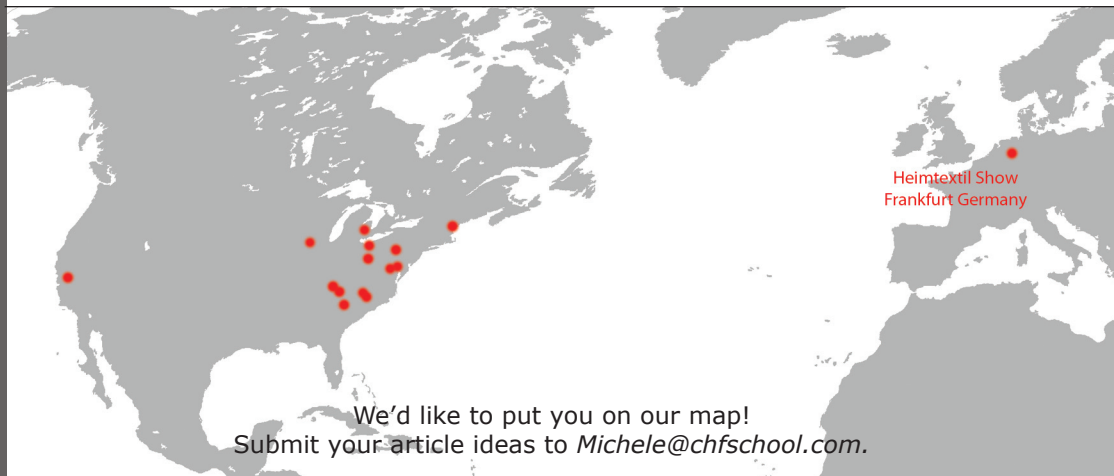 Heimtextil Show
Frankfurt Germany
We'd like to put you on our map!
Submit your article ideas to Michele@chfschool.com.